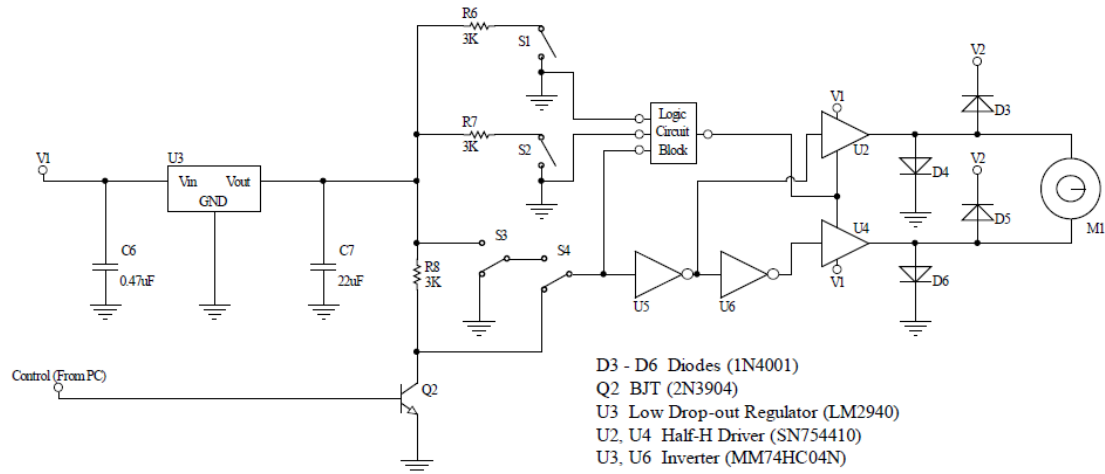 R6
3K
S1
V2
D3
R7
3K
S2
Logic
Circuit
Block
V1
U2
D4
V2
D5
M1
V1
U3
Vin
Vout
GND
C6
0.47uF
C7
22uF
R8
3K
S3
S4
U5
U6
U4
V1
D6
Control (From PC)
Q2
D3 - D6 Diodes (1N4001)
Q2 BJT (2N3904)
U3 Low Drop-out Regulator (LM2940)
U2, U4 Half-H Driver (SN754410)
U3, U6 Inverter (MM74HC04N)